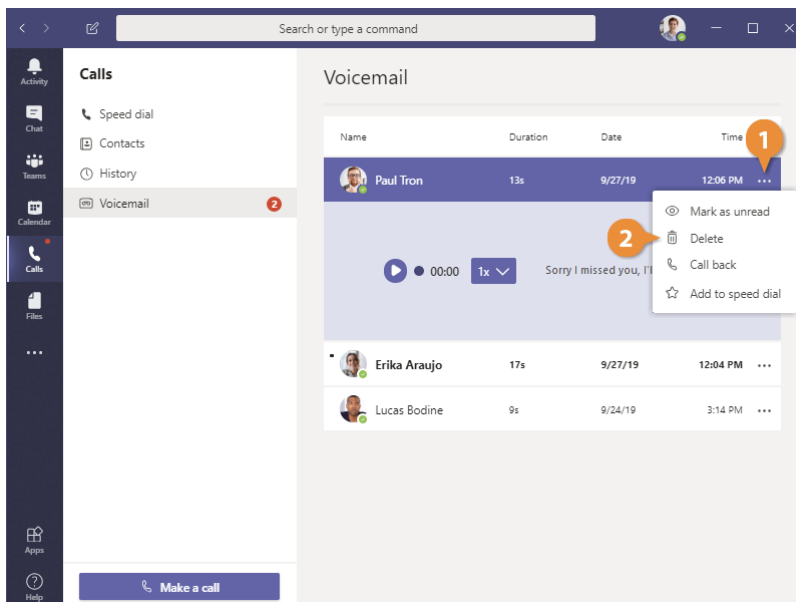 Search or type a command
Activity
Chat
Teams
Calendar
Calls
Files
Apps
Help
Calls
Speed dial
Contacts
History
Voicemail 2
Make a call
Voicemail
Name Duration Date Time 1
Paul Tron 13s 9/27/19 12:06 PM ...
Mark as unread
2 Delete
Call back
Add to speed dial
00:00 1x Sorry I missed you,
Erika Araujo 17s 9/27/19 12:04 PM ...
Lucas Bodine 9s 9/24/19 3:14 PM ...